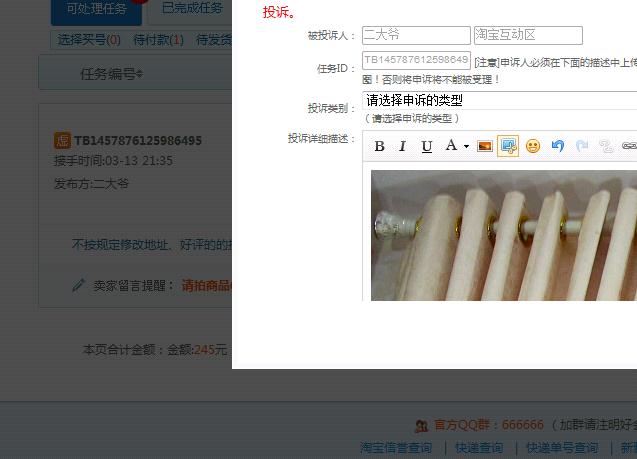 可处理任务 已完成任务
投诉。
选择买号(0) 待付款(1) 待发货
被投诉人： 二大爷 淘宝互动区
任务编号
任务ID： TB145787612598649 [注意]申诉人必须在下面的描述中上传
图！否则将申诉将不能被受理！
投诉类别： 请选择申诉的类型
（请选择申诉的类型）
投诉详细描述：
B I U A
虚 TB1457876125986495
接手时间:03-13 21:35
发布方:二大爷
不按规定修改地址、好评的的
卖家留言提醒： 请拍商品
本页合计金额：金额:245元
官方QQ群：666666 （加群请注明好会
淘宝信誉查询 | 快递查询 | 快递单号查询 | 新